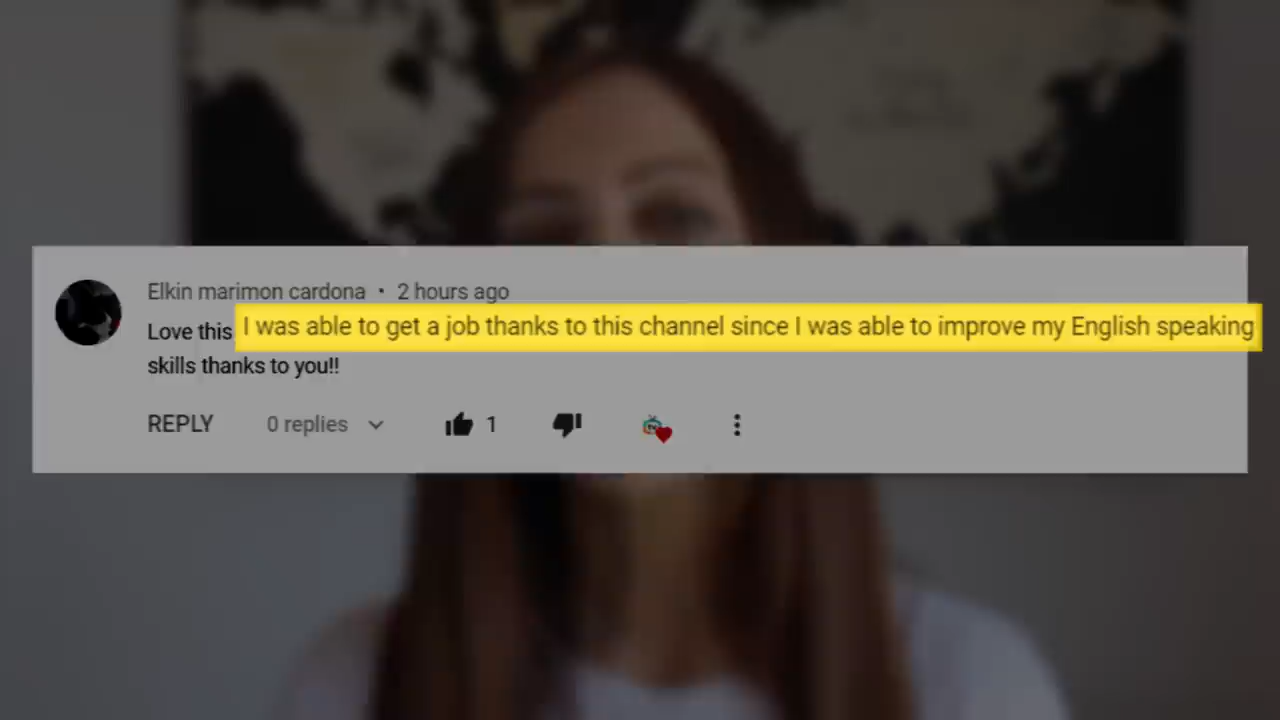 Elkin marimon cardona • 2 hours ago
Love this I was able to get a job thanks to this channel since I was able to improve my English speaking
skills thanks to you!!
REPLY 0 replies 1